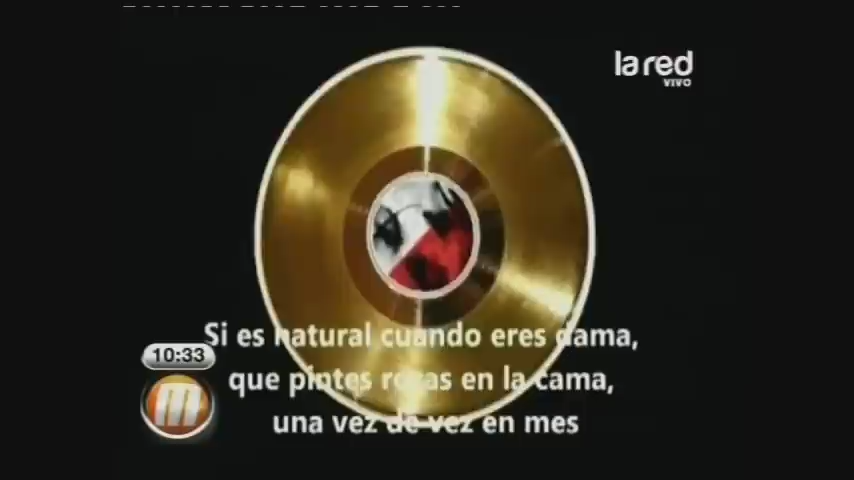 la red
VIVO
Si es natural cuando eres dama,
que pintes rosas en la cama,
una vez de vez en mes
10:33
m